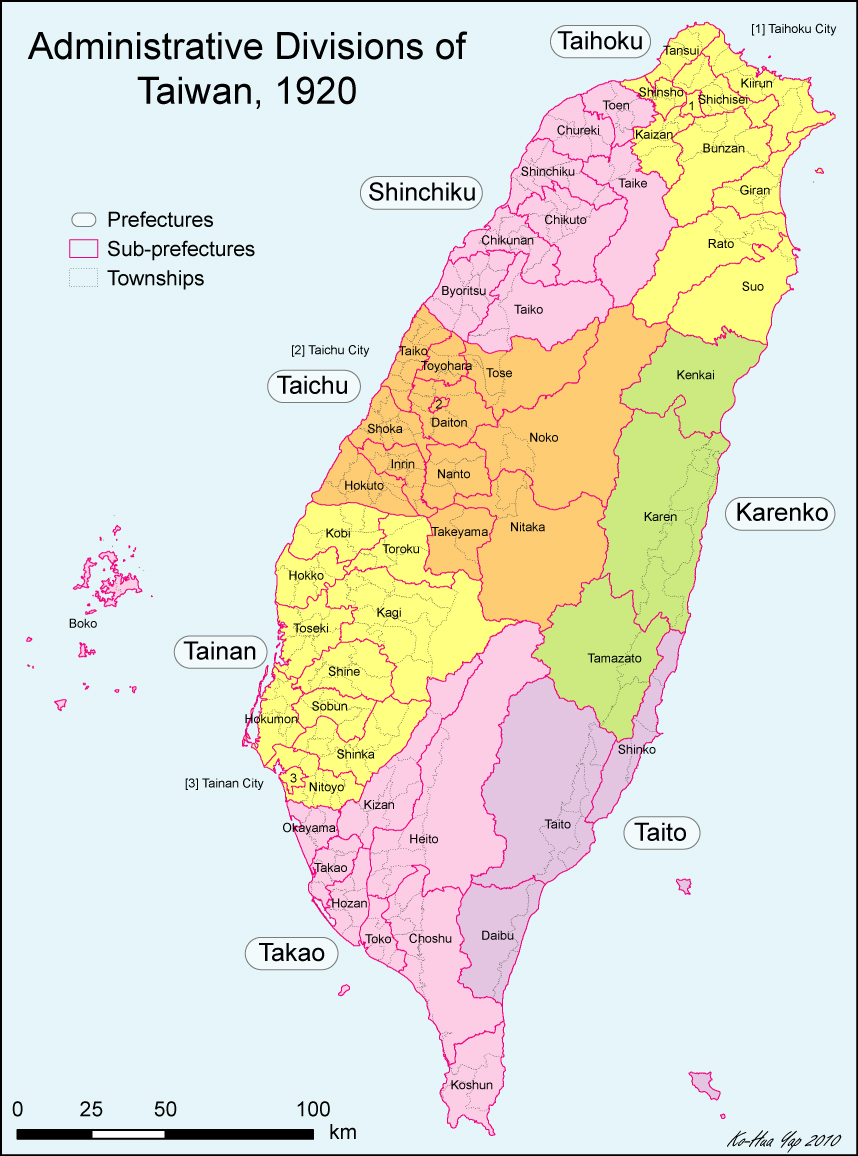 Administrative Divisions of
Taiwan, 1920
[1] Taihoku City
Taihoku
Tansui
Kiirun
Shinsho
1
Shichisei
Toen
Chureki
Kaizan
Bunzan
Shinchiku
Shinchiku
Taike
Giran
Prefectures
Chikuto
Sub-prefectures
Chikunan
Rato
Townships
Byoritsu
Suo
Taiko
[2] Taichu City
Taiko
Toyohara
Tose
Kenkai
Taichu
2
Daiton
Shoka
Noko
Inrin
Nanto
Hokuto
Karenko
Karen
Kobi
Takeyama
Nitaka
Toroku
Hokko
Kagi
Boko
Toseki
Tainan
Tamazato
Shine
Sobun
Hokumon
Shinka
Shinko
[3] Tainan City
3
Nitoyo
Kizan
Okayama
Heito
Taito
Taito
Takao
Hozan
Takao
Toko
Choshu
Daibu
Koshun
0 25 50 100
km
Ko-Hua Yap 2010